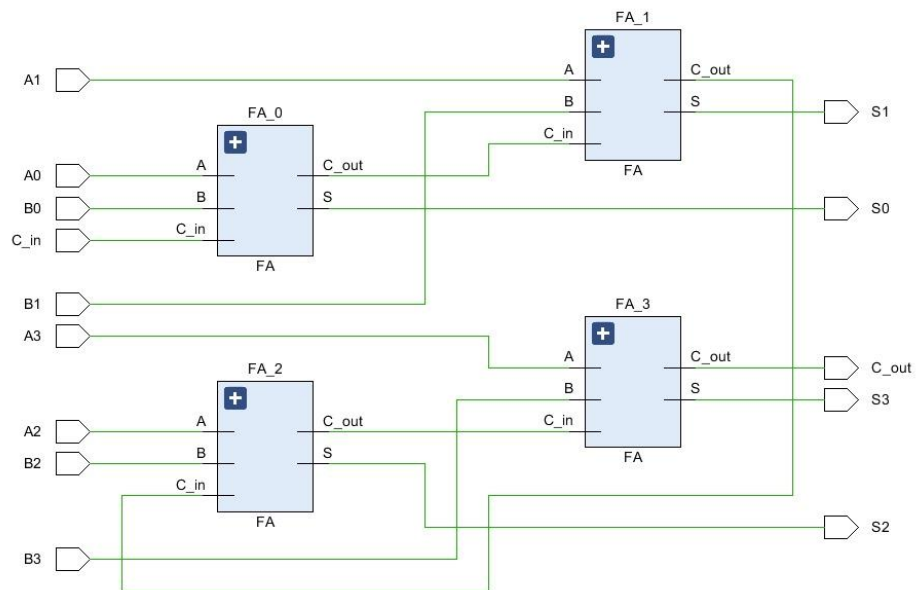 FA_1
A1
A
C_out
B
S
S1
FA_0
C_in
A
C_out
FA
A0
B
S
B0
S0
C_in
C_in
FA
B1
FA_3
A3
A
C_out
C_out
FA_2
B
S
S3
A
C_out
C_in
A2
B
S
FA
B2
C_in
FA
S2
B3